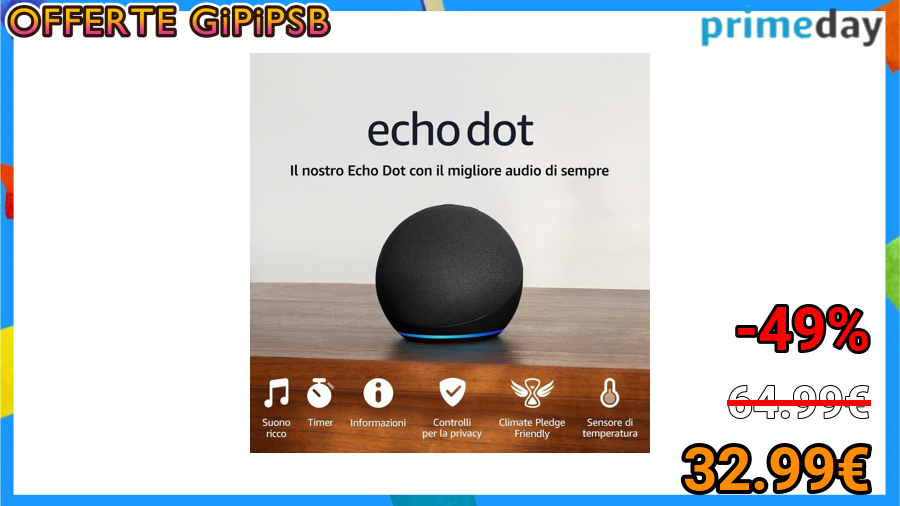 OFFERTE GiPiPSB
primeday
echo dot
Il nostro Echo Dot con il migliore audio di sempre
-49%
64.99€
32.99€
Suono ricco
Timer
Informazioni
Controlli per la privacy
Climate Pledge Friendly
Sensore di temperatura